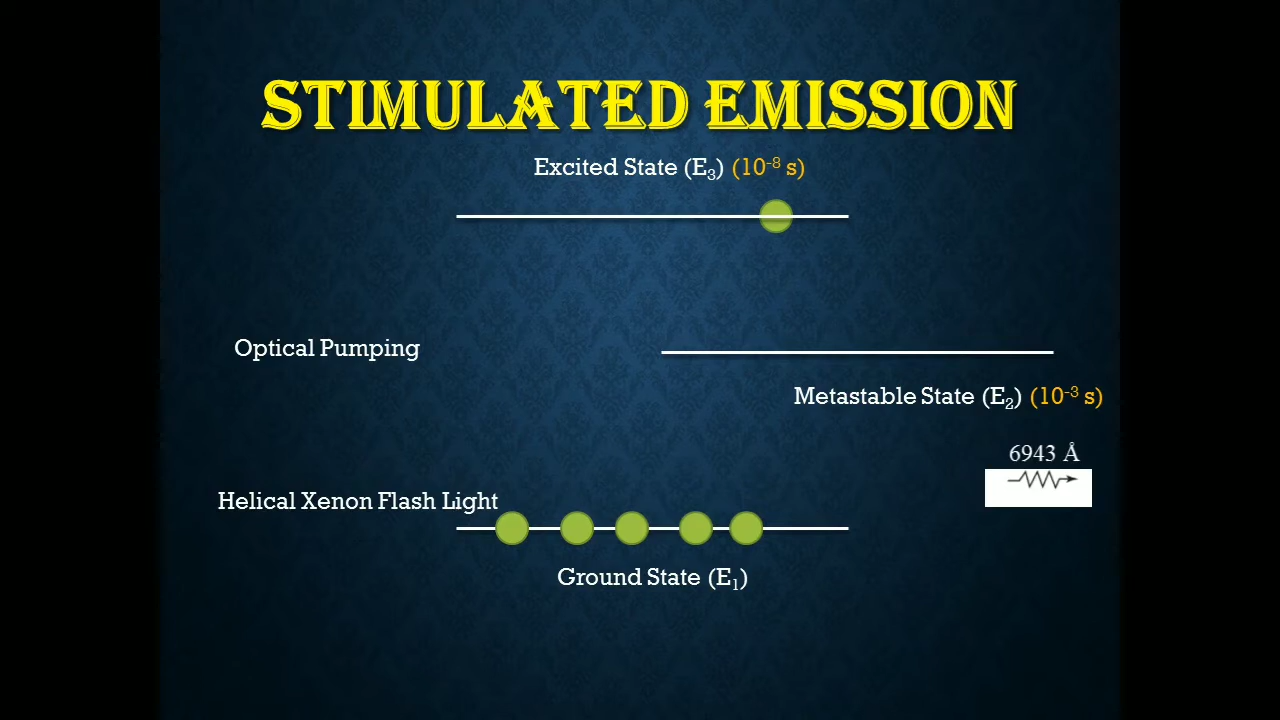 STIMULATED EMISSION
Excited State (E₃) (10⁻⁸ s)
Optical Pumping
Metastable State (E₂) (10⁻³ s)
6943 Å
Helical Xenon Flash Light
Ground State (E₁)